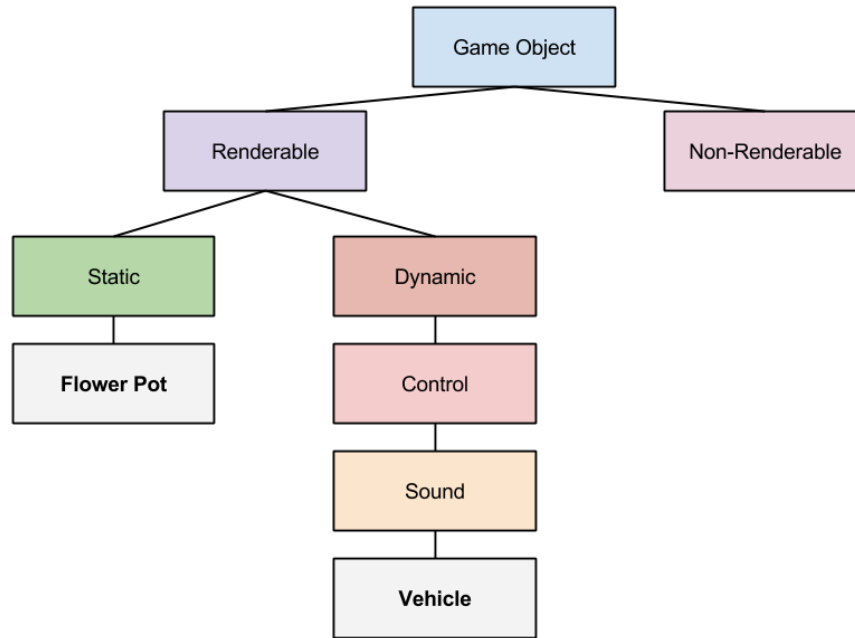 Game Object
Renderable
Non-Renderable
Static
Dynamic
Flower Pot
Control
Sound
Vehicle